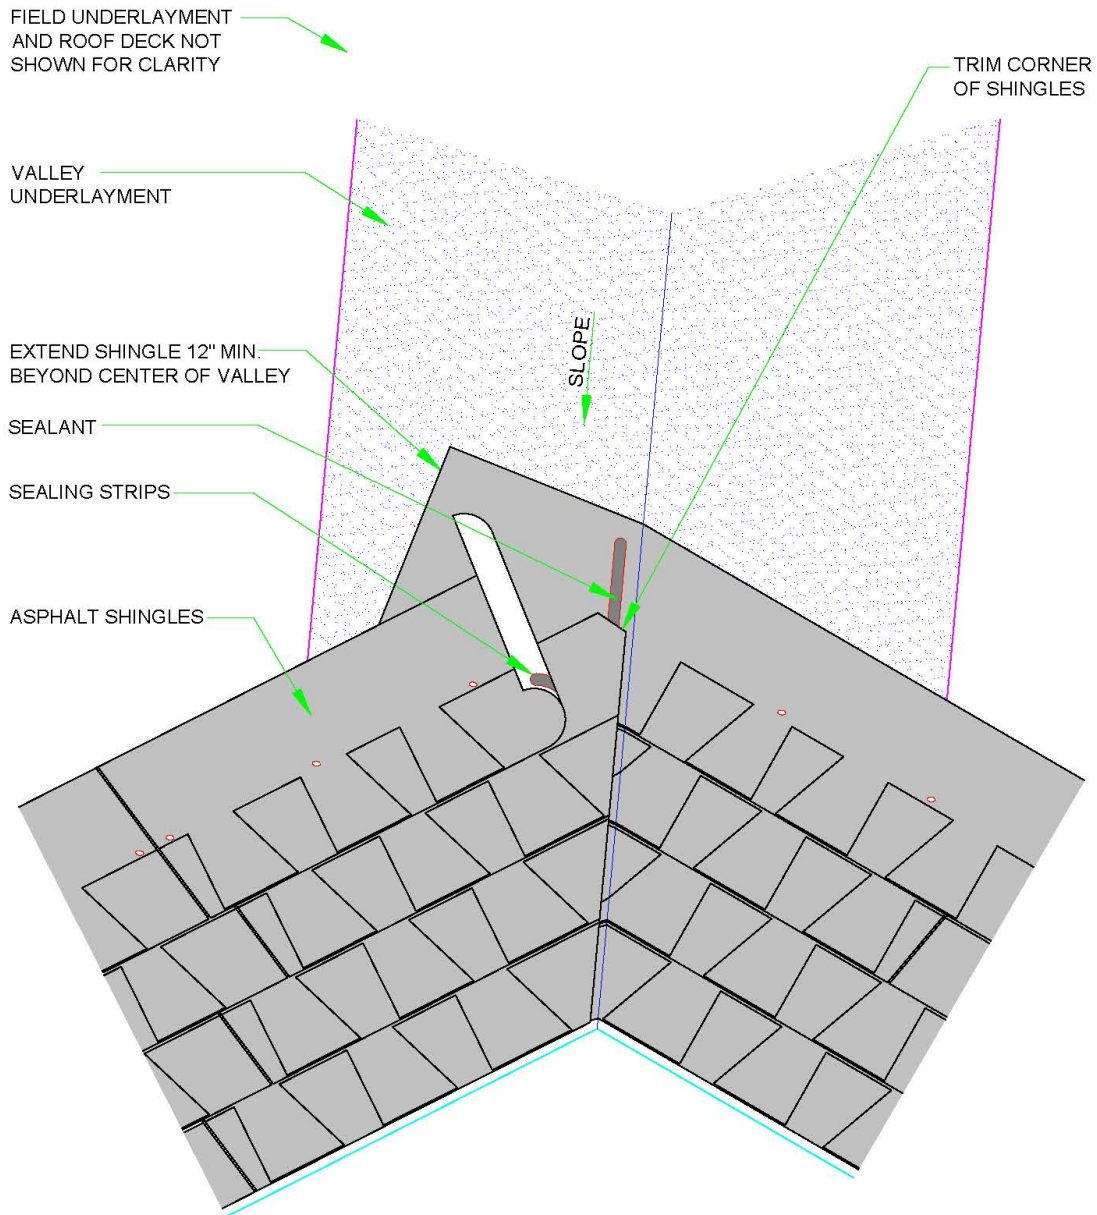 FIELD UNDERLAYMENT
AND ROOF DECK NOT
SHOWN FOR CLARITY
TRIM CORNER
OF SHINGLES
VALLEY
UNDERLAYMENT
SLOPE
EXTEND SHINGLE 12" MIN.
BEYOND CENTER OF VALLEY
SEALANT
SEALING STRIPS
ASPHALT SHINGLES